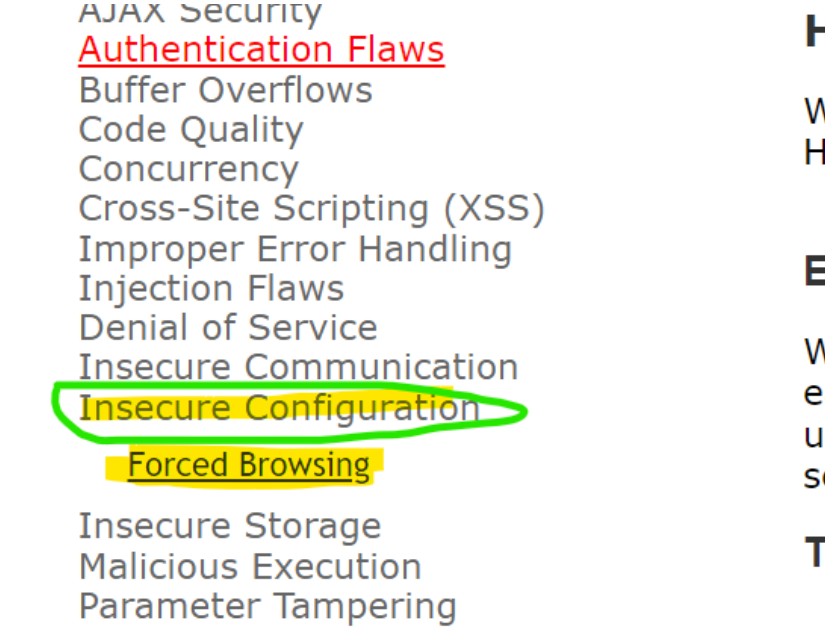 AJAX Security
Authentication Flaws
Buffer Overflows
Code Quality
Concurrency
Cross-Site Scripting (XSS)
Improper Error Handling
Injection Flaws
Denial of Service
Insecure Communication
Insecure Configuration
Forced Browsing
Insecure Storage
Malicious Execution
Parameter Tampering